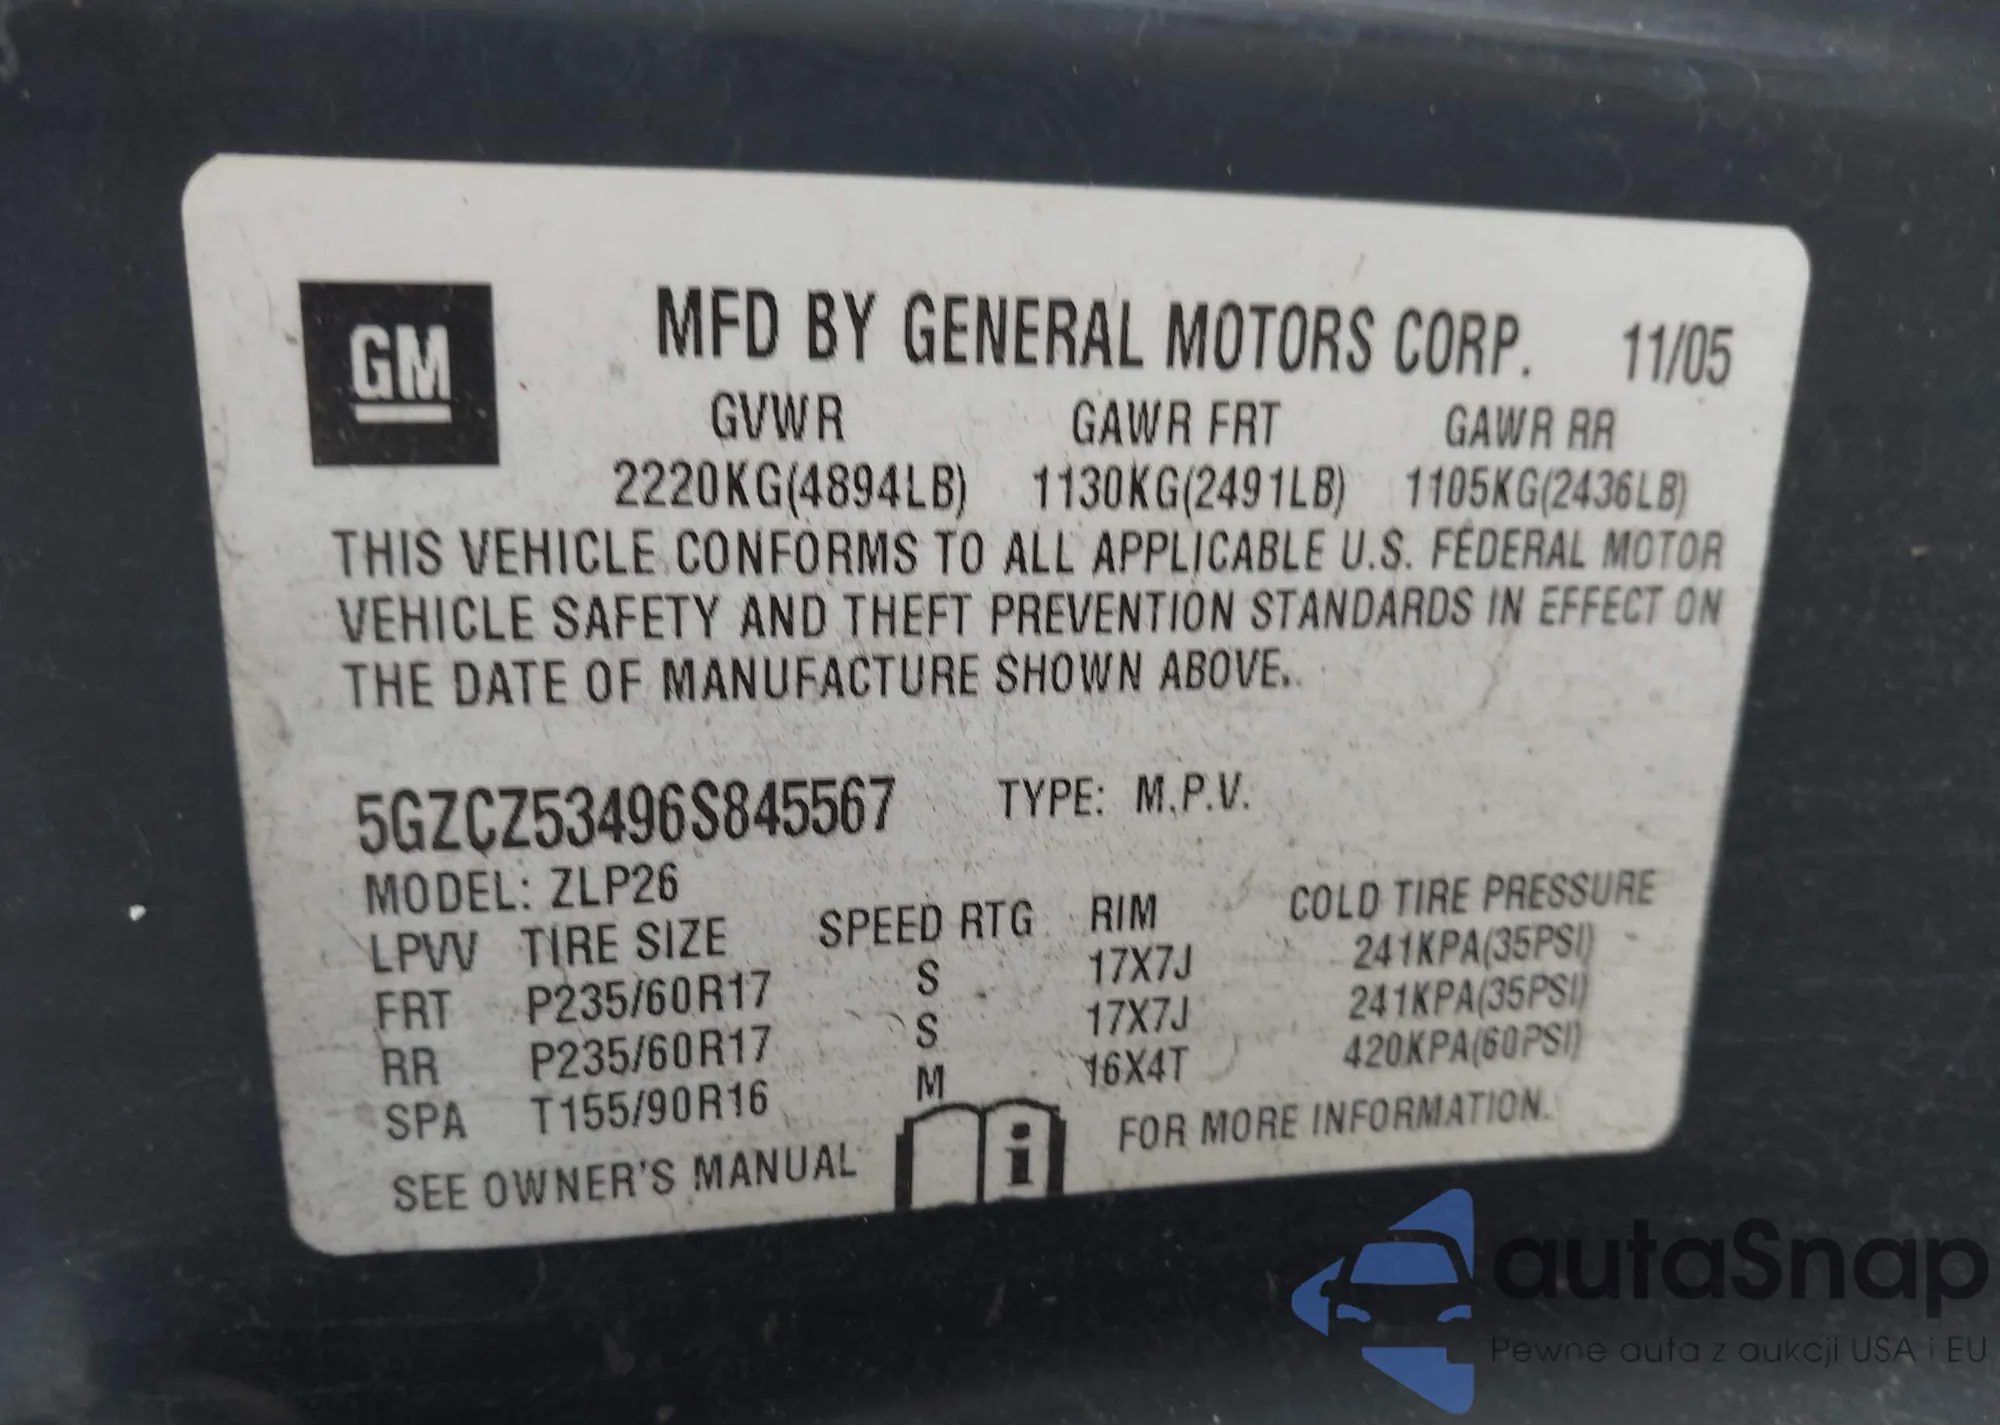 GM
MFD BY GENERAL MOTORS CORP. 11/05
GVWR GAWR FRT GAWR RR
2220KG(4894LB) 1130KG(2491LB) 1105KG(2436LB)
THIS VEHICLE CONFORMS TO ALL APPLICABLE U.S. FEDERAL MOTOR
VEHICLE SAFETY AND THEFT PREVENTION STANDARDS IN EFFECT ON
THE DATE OF MANUFACTURE SHOWN ABOVE.
5GZCZ53496S845567 TYPE: M.P.V.
MODEL: ZLP26
LPVV TIRE SIZE SPEED RTG RIM COLD TIRE PRESSURE
FRT P235/60R17 S 17X7J 241KPA(35PSI)
RR P235/60R17 S 17X7J 241KPA(35PSI)
SPA T155/90R16 M 16X4T 420KPA(60PSI)
SEE OWNER'S MANUAL i FOR MORE INFORMATION.
autaSnap
Pewne auta z aukcji USA i EU